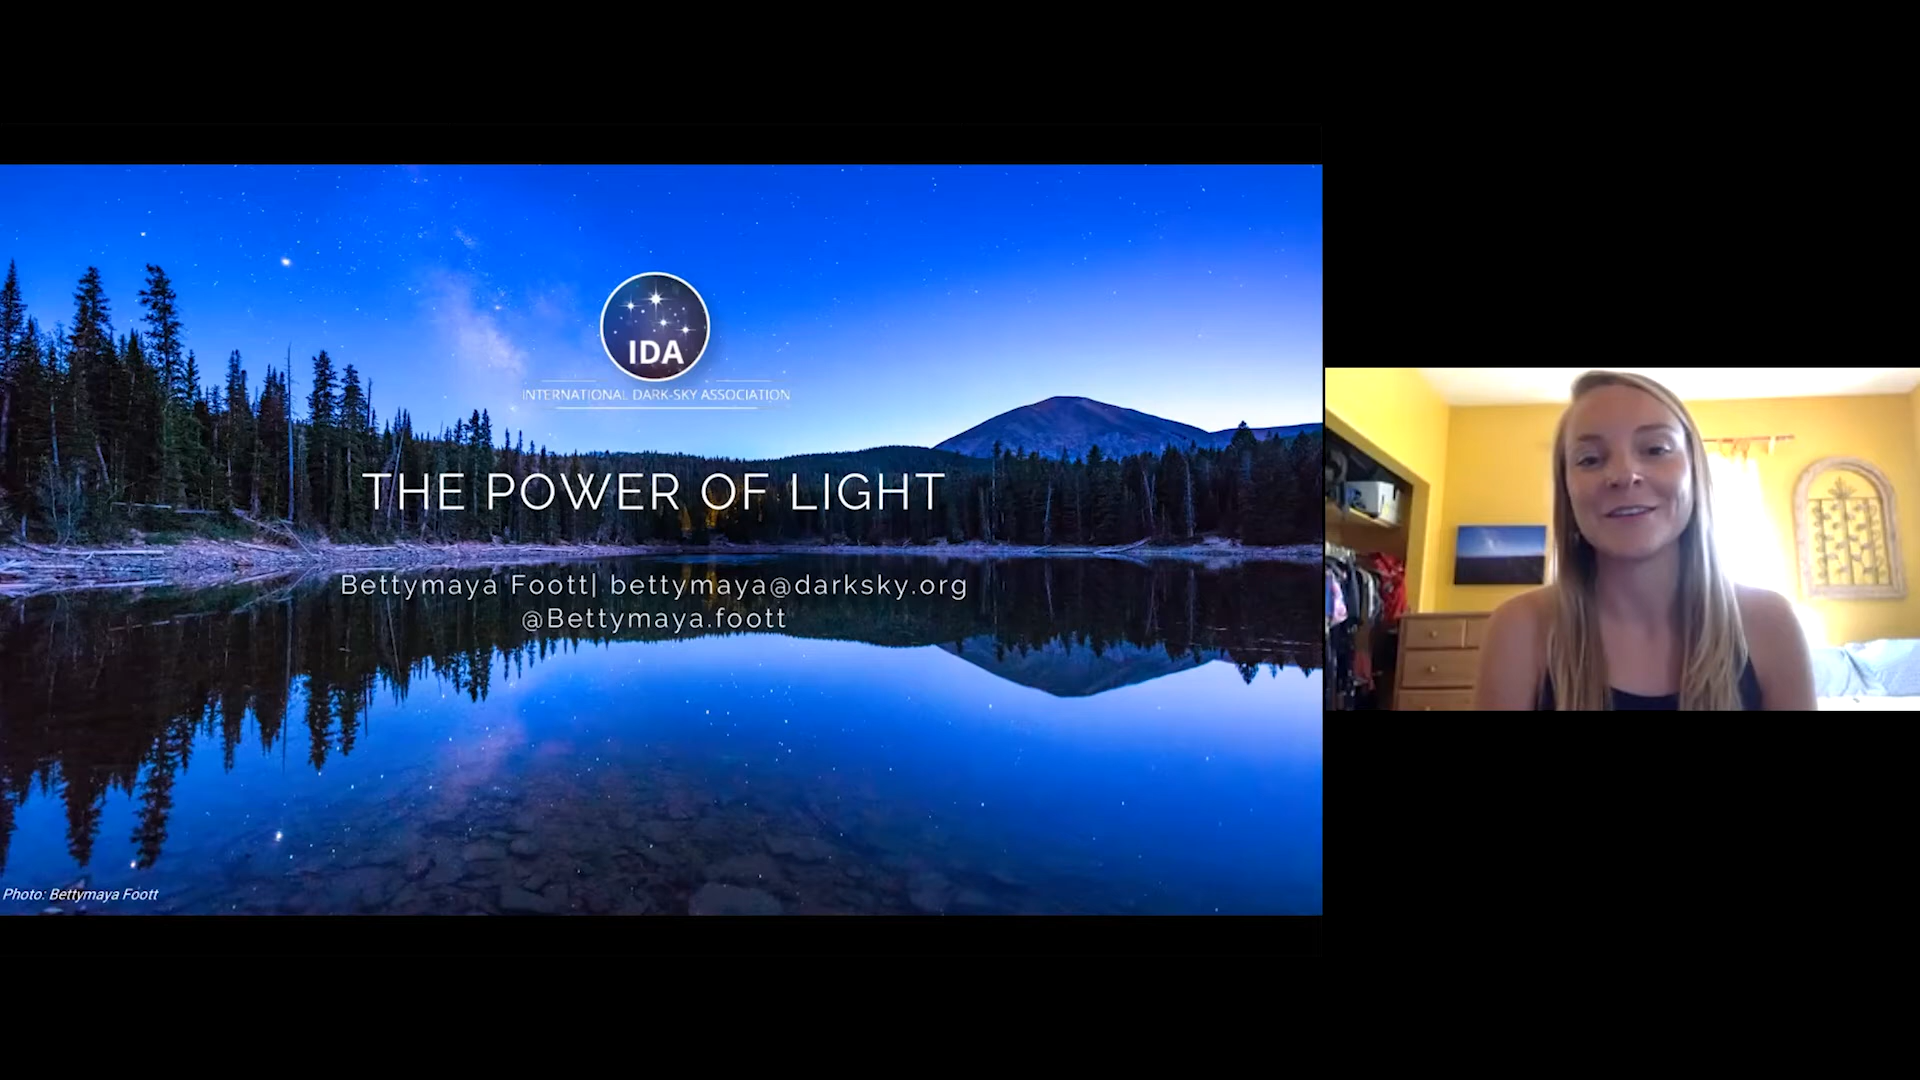 IDA
INTERNATIONAL DARK-SKY ASSOCIATION
THE POWER OF LIGHT
Bettymaya Foott| bettymaya@darksky.org
@Bettymaya.foott
Photo: Bettymaya Foott